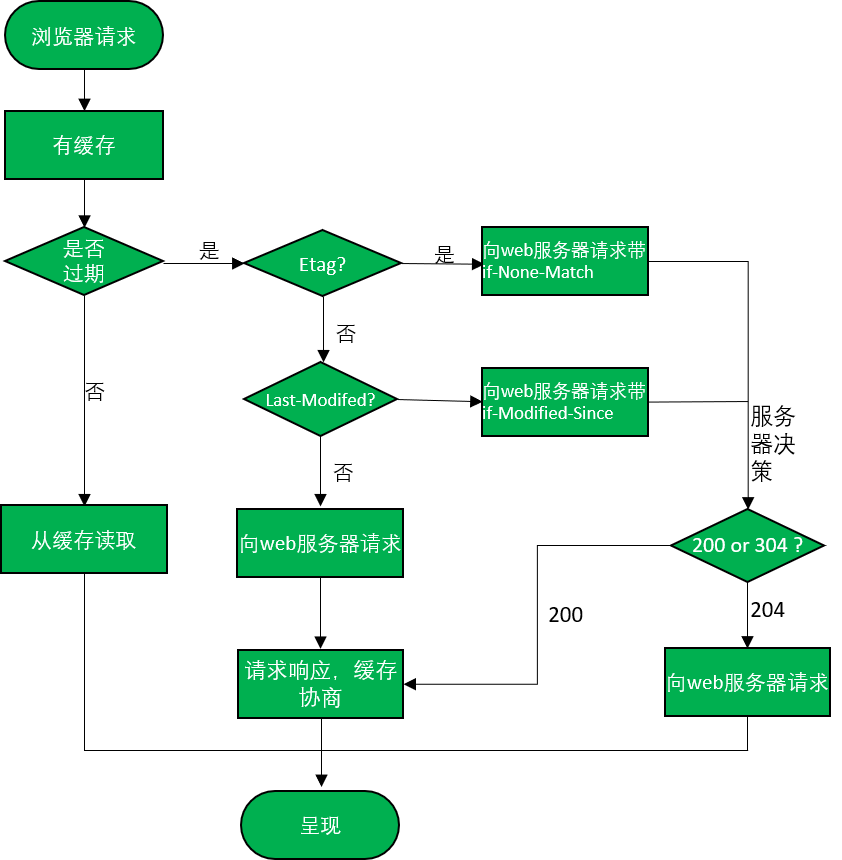 浏览器请求
有缓存
是否
过期
是
Etag?
是
向web服务器请求带
if-None-Match
否
否
Last-Modifed?
向web服务器请求带
if-Modified-Since
服务
器决
策
否
从缓存读取
向web服务器请求
200 or 304 ?
200
204
请求响应，缓存
协商
向web服务器请求
呈现